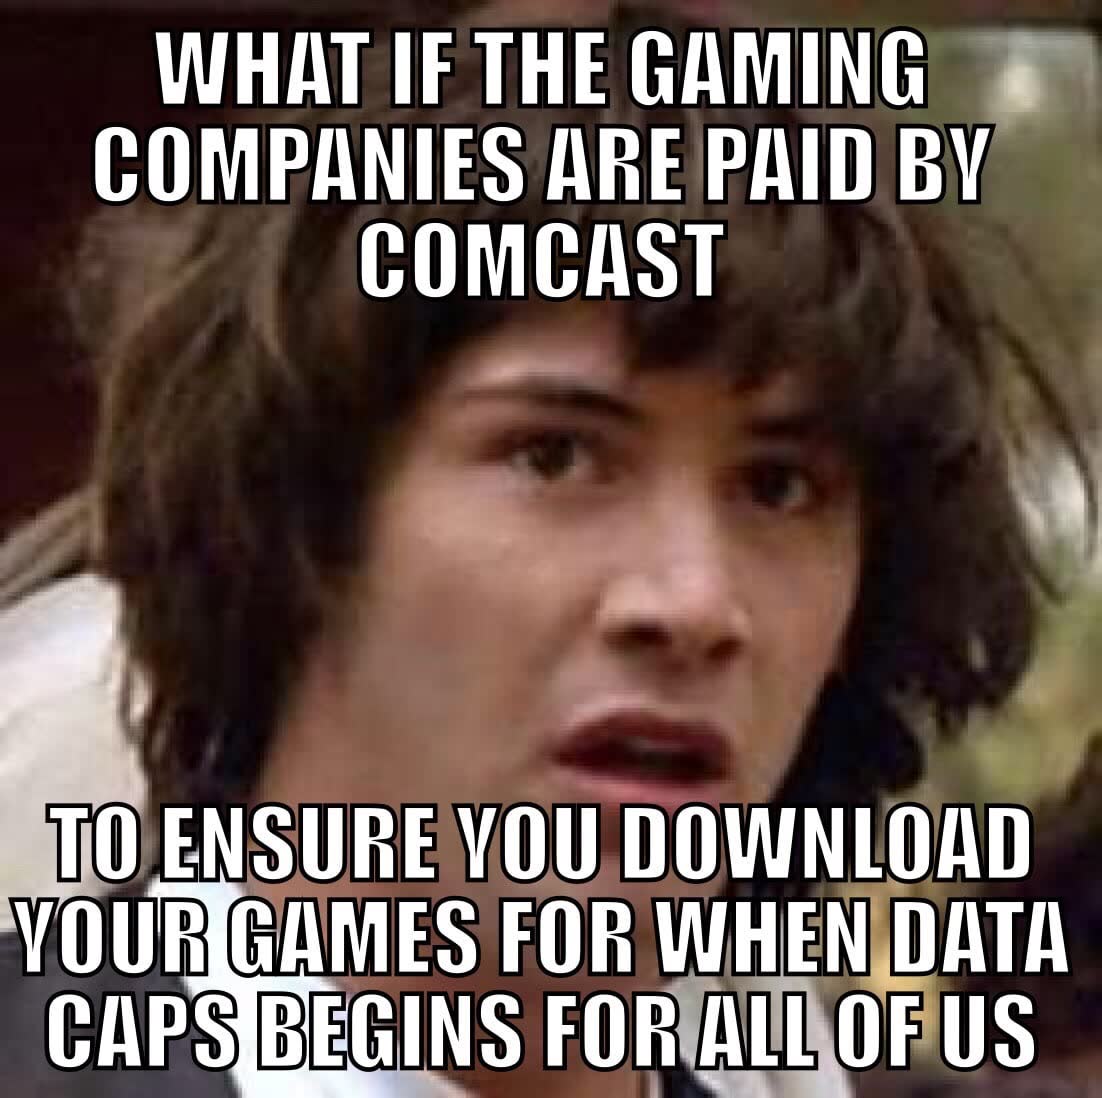 WHAT IF THE GAMING
COMPANIES ARE PAID BY
COMCAST
TO ENSURE YOU DOWNLOAD
YOUR GAMES FOR WHEN DATA
CAPS BEGINS FOR ALL OF US